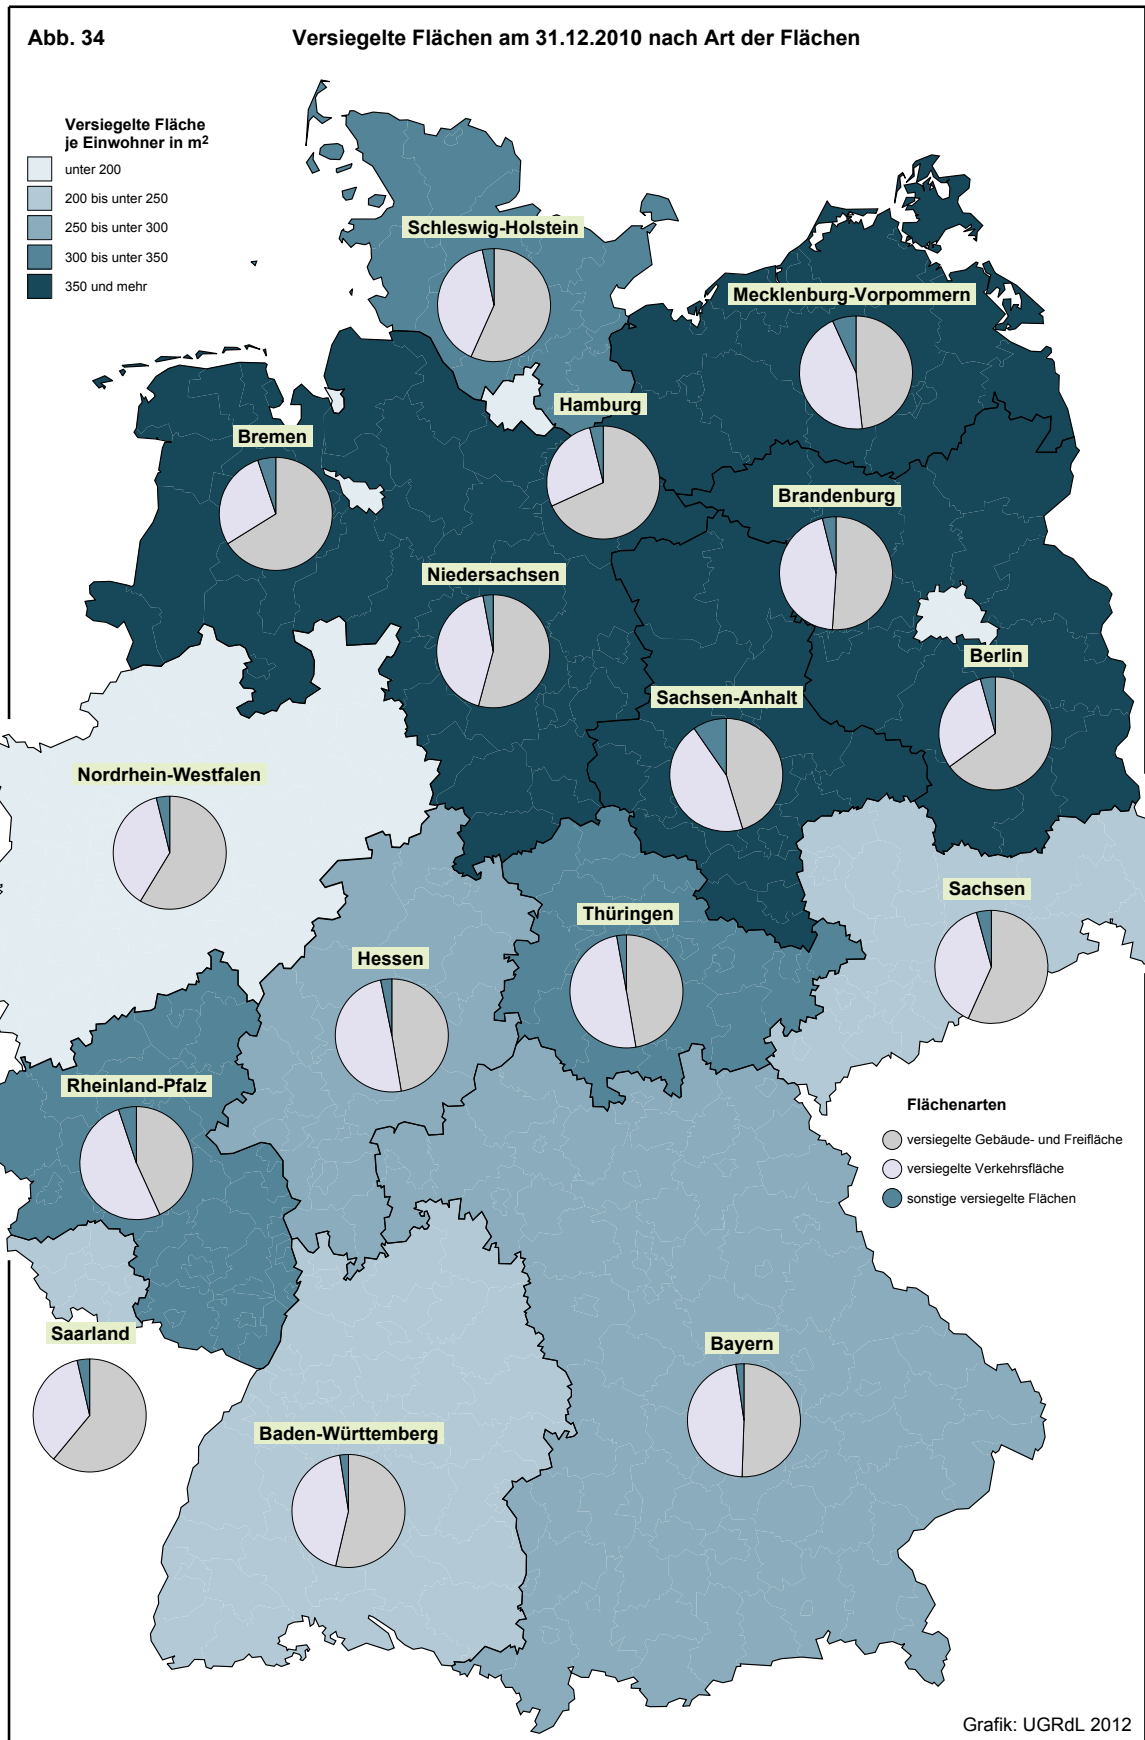 Abb. 34
Versiegelte Flächen am 31.12.2010 nach Art der Flächen
Versiegelte Fläche
je Einwohner in m²
unter 200
200 bis unter 250
250 bis unter 300
300 bis unter 350
350 und mehr
Schleswig-Holstein
Mecklenburg-Vorpommern
Hamburg
Bremen
Brandenburg
Niedersachsen
Berlin
Sachsen-Anhalt
Nordrhein-Westfalen
Sachsen
Thüringen
Hessen
Rheinland-Pfalz
Flächenarten
versiegelte Gebäude- und Freifläche
versiegelte Verkehrsfläche
sonstige versiegelte Flächen
Saarland
Bayern
Baden-Württemberg
Grafik: UGRdL 2012